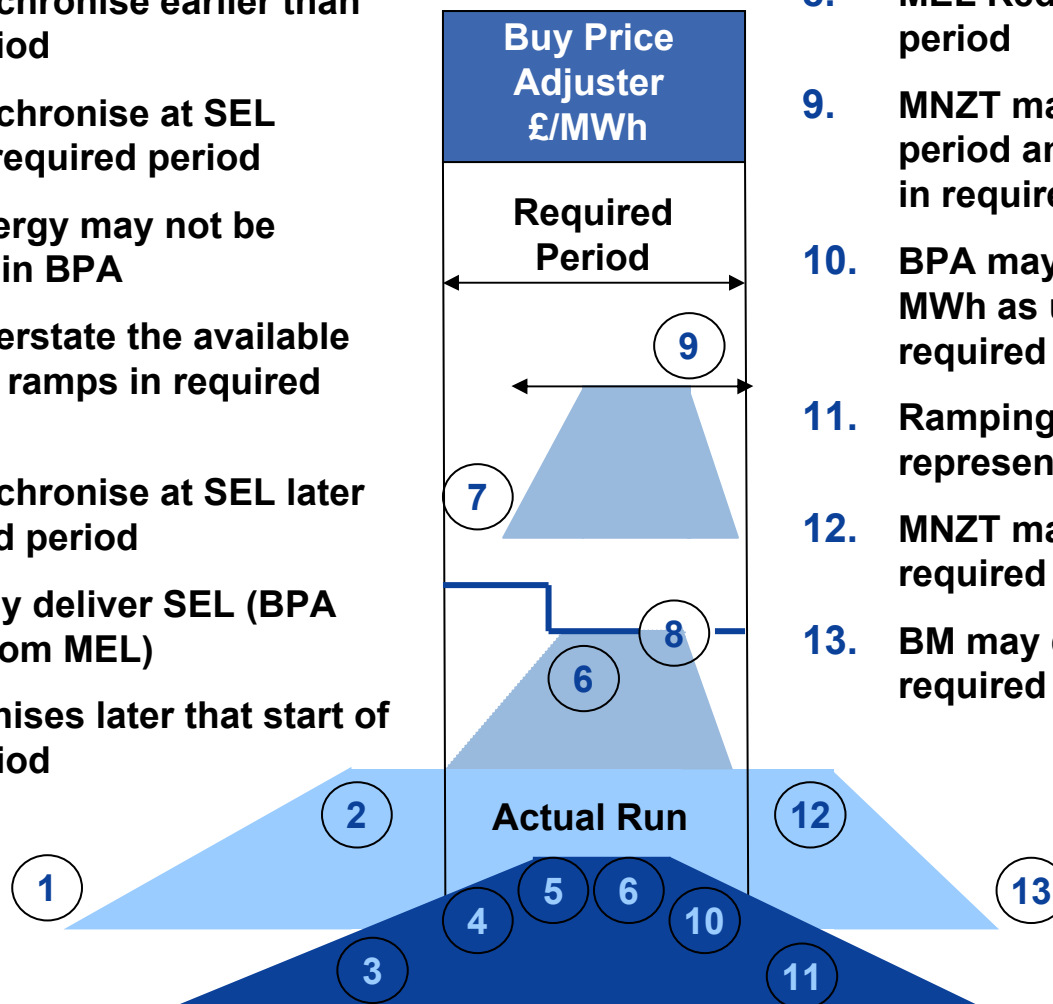 chronise earlier than
iod
chronise at SEL
required period
ergy may not be
in BPA
erstate the available
ramps in required
chronise at SEL later
d period
y deliver SEL (BPA
om MEL)
nises later that start of
iod
Buy Price
Adjuster
£/MWh
Required
Period
9
7
8
6
2
Actual Run
12
1
5
6
13
4
10
3
11
period
9. MNZT ma
period an
in require
10. BPA may
MWh as u
required
11. Ramping
represen
12. MNZT ma
required
13. BM may
required